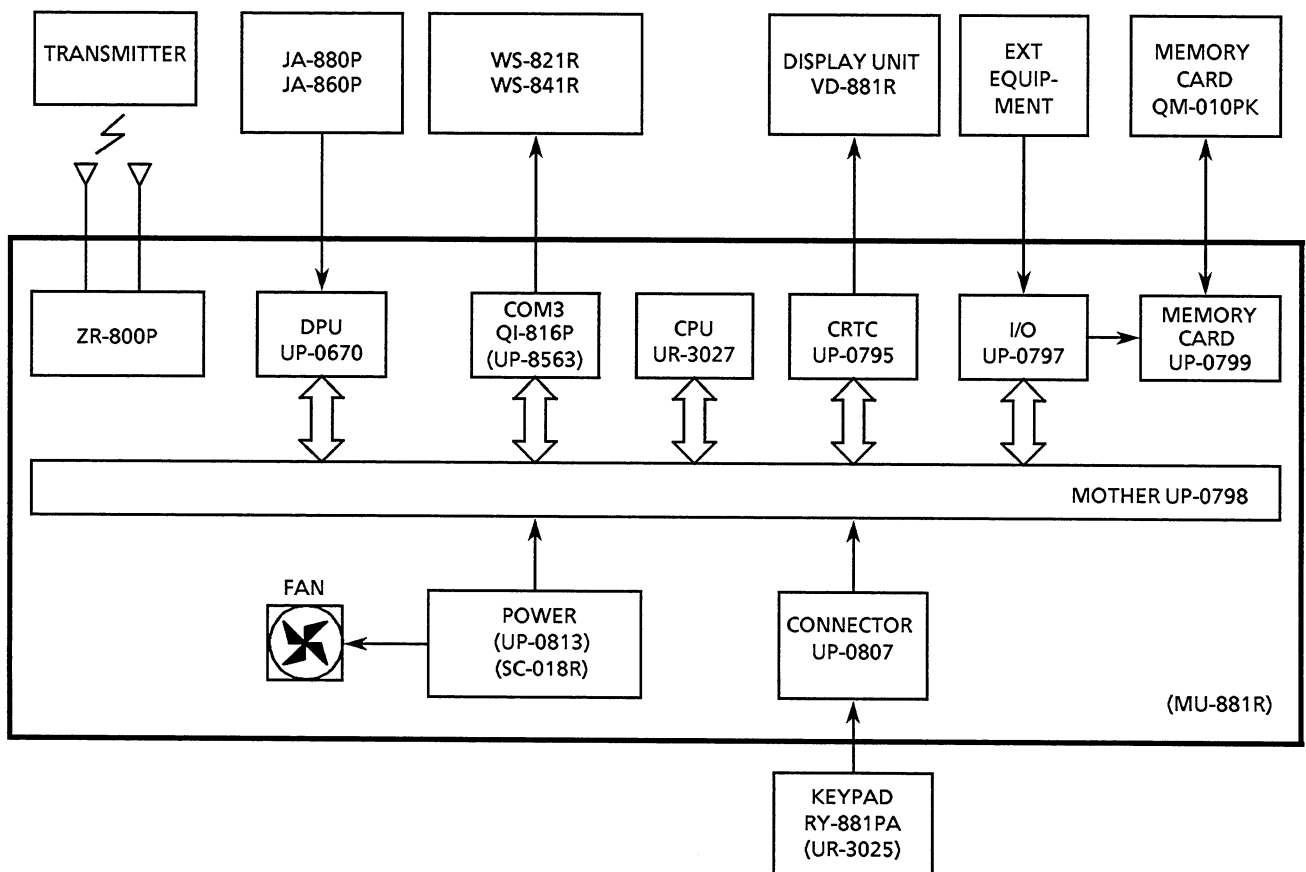 TRANSMITTER
JA-880P
JA-860P
WS-821R
WS-841R
DISPLAY UNIT
VD-881R
EXT
EQUIP-
MENT
MEMORY
CARD
QM-010PK
ZR-800P
DPU
UP-0670
COM3
QI-816P
(UP-8563)
CPU
UR-3027
CRTC
UP-0795
I/O
UP-0797
MEMORY
CARD
UP-0799
MOTHER UP-0798
FAN
POWER
(UP-0813)
(SC-018R)
CONNECTOR
UP-0807
(MU-881R)
KEYPAD
RY-881PA
(UR-3025)